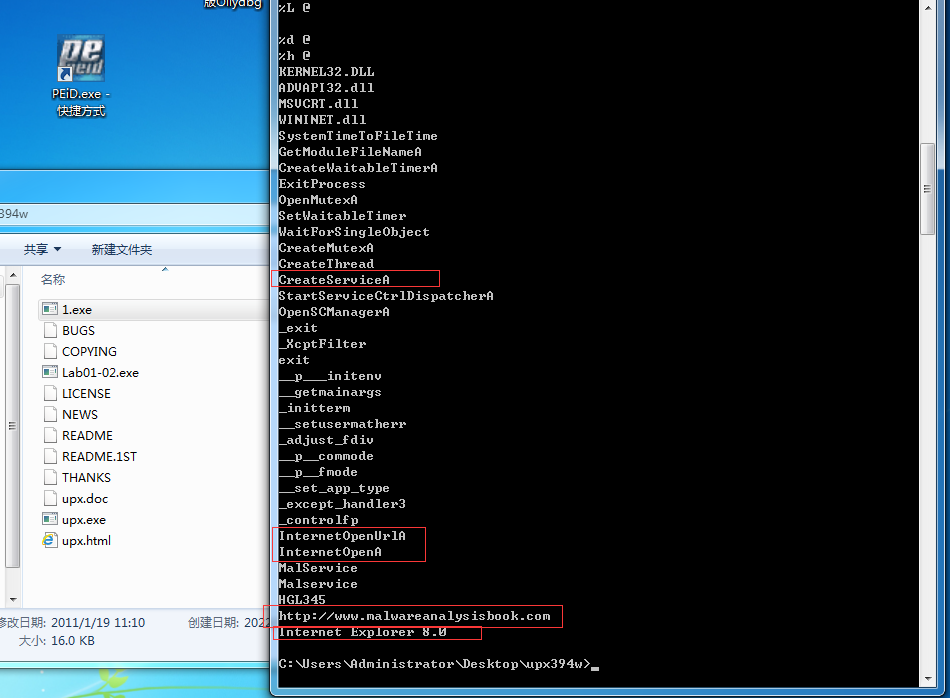 版Ollydbg
PEiD.exe -
快捷方式
394w
共享
新建文件夹
名称
1.exe
BUGS
COPYING
Lab01-02.exe
LICENSE
NEWS
README
README.1ST
THANKS
upx.doc
upx.exe
upx.html
修改日期: 2011/1/19 11:10
创建日期: 2022
大小: 16.0 KB
%L @
%d @
%h @
KERNEL32.DLL
ADVAPI32.dll
MSVCRT.dll
WININET.dll
SystemTimeToFileTime
GetModuleFileNameA
CreateWaitableTimerA
ExitProcess
OpenMutexA
SetWaitableTimer
WaitForSingleObject
CreateMutexA
CreateThread
CreateServiceA
StartServiceCtrlDispatcherA
OpenSCManagerA
_exit
_XcptFilter
exit
__p___initenv
__getmainargs
_initterm
__setusermatherr
_adjust_fdiv
__p__commode
__p__fmode
__set_app_type
_except_handler3
_controlfp
InternetOpenUrlA
InternetOpenA
MalService
Malservice
HGL345
http://www.malwareanalysisbook.com
Internet Explorer 8.0
C:\Users\Administrator\Desktop\upx394w>